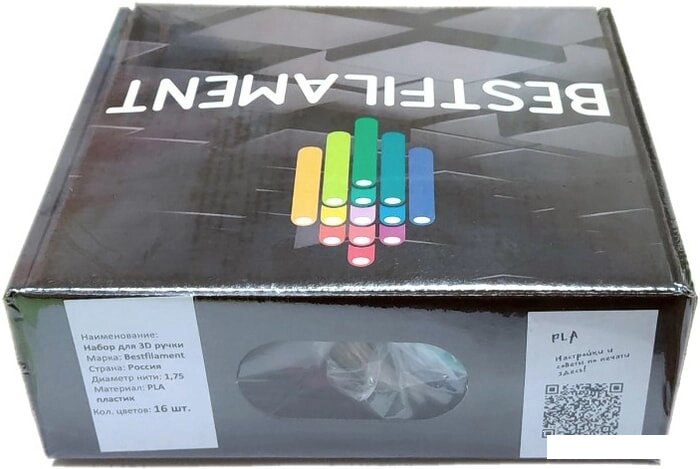 BESTFILAMENT
Наименование:
Набор для 3D ручки
Марка: Bestfilament
Страна: Россия
Диаметр нити: 1,75
Материал: PLA
пластик
Кол. цветов: 16 шт.
PLA
Настройки и
советы по печати
здесь!